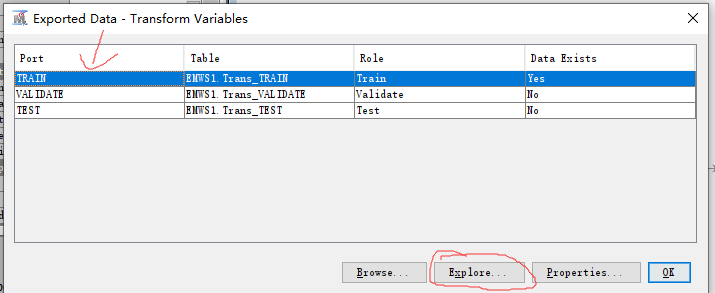 Exported Data - Transform Variables
Port Table Role Data Exists
TRAIN EMWS1.Trans_TRAIN Train Yes
VALIDATE EMWS1.Trans_VALIDATE Validate No
TEST EMWS1.Trans_TEST Test No
Browse... Explore... Properties... OK